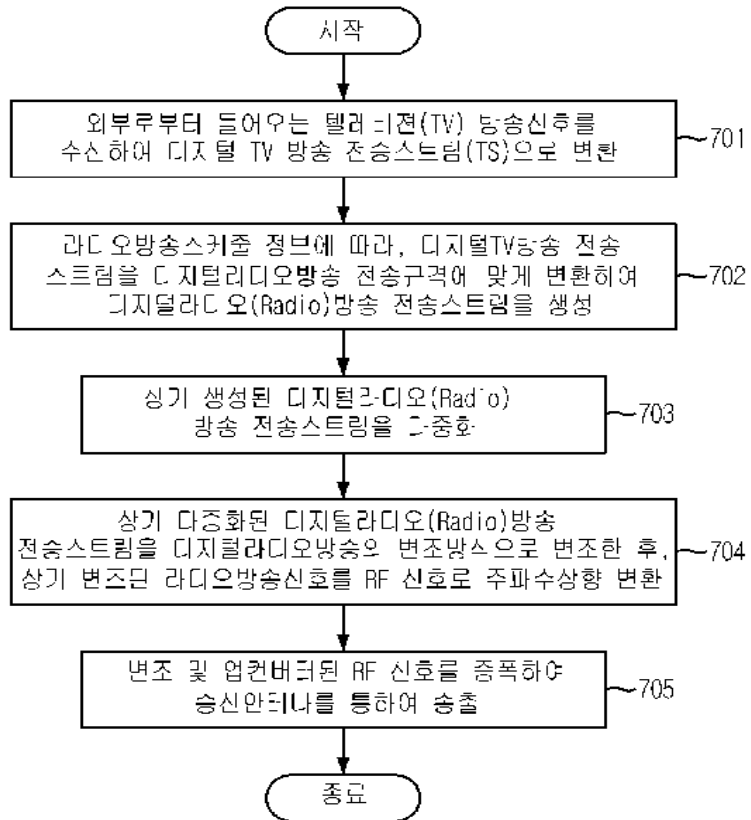 시작
외부로부터 들어오는 텔레비젼(TV) 방송신호를
수신하여 디지털 TV 방송 전송스트림(TS)으로 변환
701
라디오방송스케줄 정보에 따라, 디지털TV방송 전송
스트림을 디지털라디오방송 전송규격에 맞게 변환하여
디지털라디오(Radio)방송 전송스트림을 생성
702
상기 생성된 디지털라디오(Radio)
방송 전송스트림을 다중화
703
상기 다중화된 디지털라디오(Radio)방송
전송스트림을 디지털라디오방송의 변조방식으로 변조한 후,
상기 변조된 라디오방송신호를 RF 신호로 주파수상향 변환
704
변조 및 업컨버터된 RF 신호를 증폭하여
송신안테나를 통하여 송출
705
종료